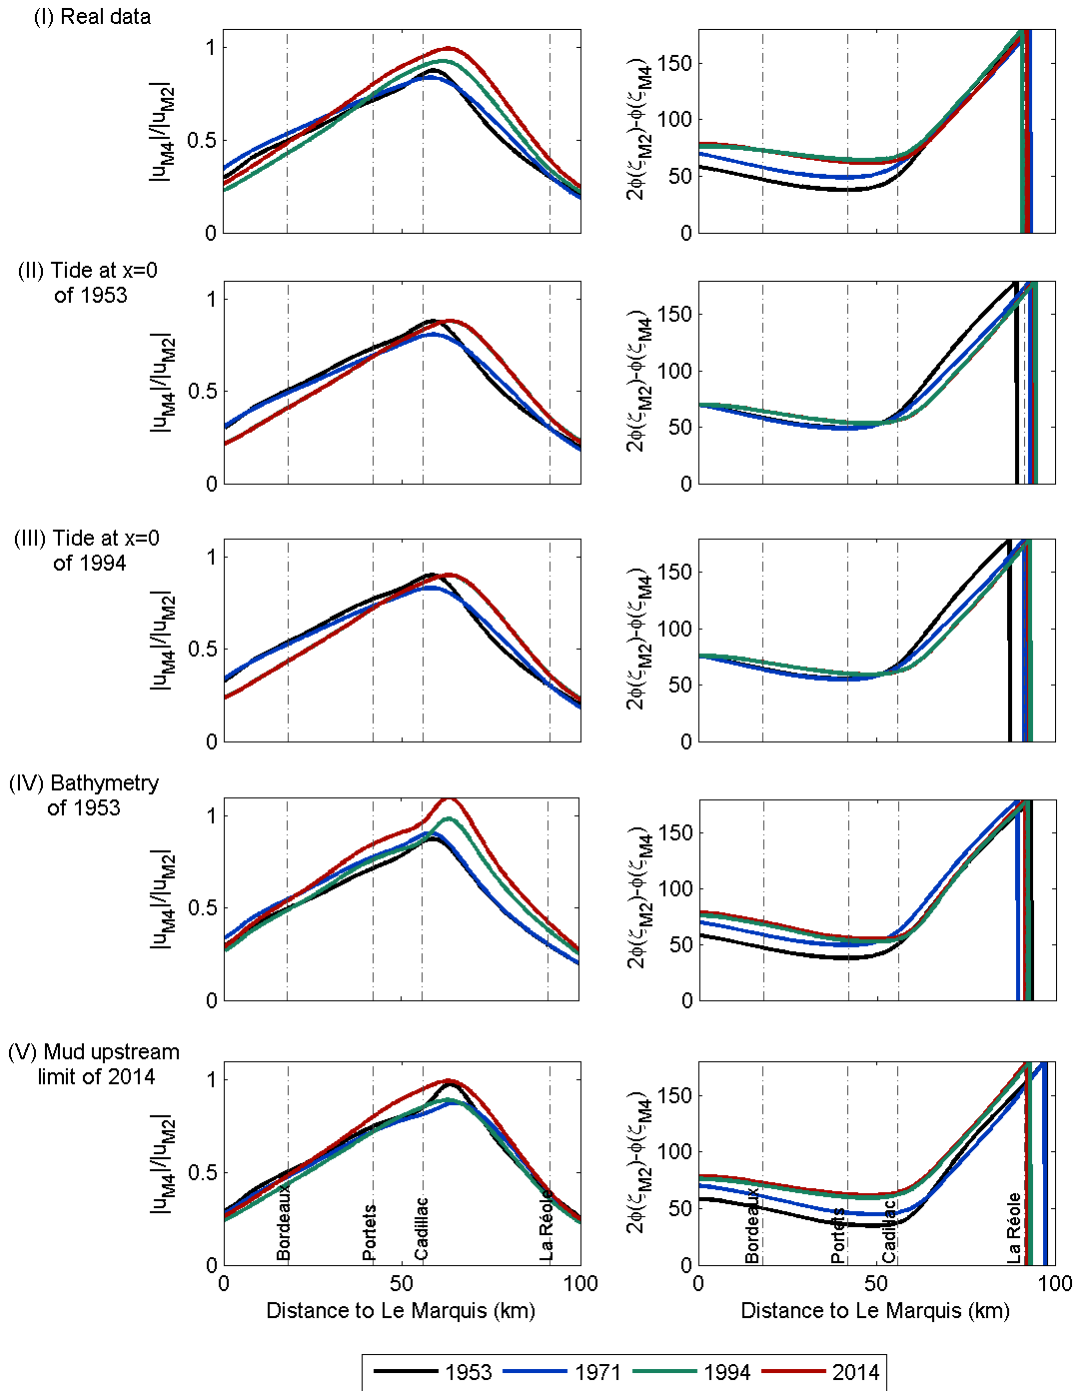 (I) Real data
1
0.5
0
|uM4|/|uM2|
150
100
50
0
2ϕ(ζM2)-ϕ(ζM4)
(II) Tide at x=0
of 1953
1
0.5
0
|uM4|/|uM2|
150
100
50
0
2ϕ(ζM2)-ϕ(ζM4)
(III) Tide at x=0
of 1994
1
0.5
0
|uM4|/|uM2|
150
100
50
0
2ϕ(ζM2)-ϕ(ζM4)
(IV) Bathymetry
of 1953
1
0.5
0
|uM4|/|uM2|
150
100
50
0
2ϕ(ζM2)-ϕ(ζM4)
(V) Mud upstream
limit of 2014
1
0.5
0
|uM4|/|uM2|
Bordeaux
Portets
Cadillac
La Réole
0 50 100
Distance to Le Marquis (km)
150
100
50
0
2ϕ(ζM2)-ϕ(ζM4)
Bordeaux
Portets
Cadillac
La Réole
0 50 100
Distance to Le Marquis (km)
1953 1971 1994 2014